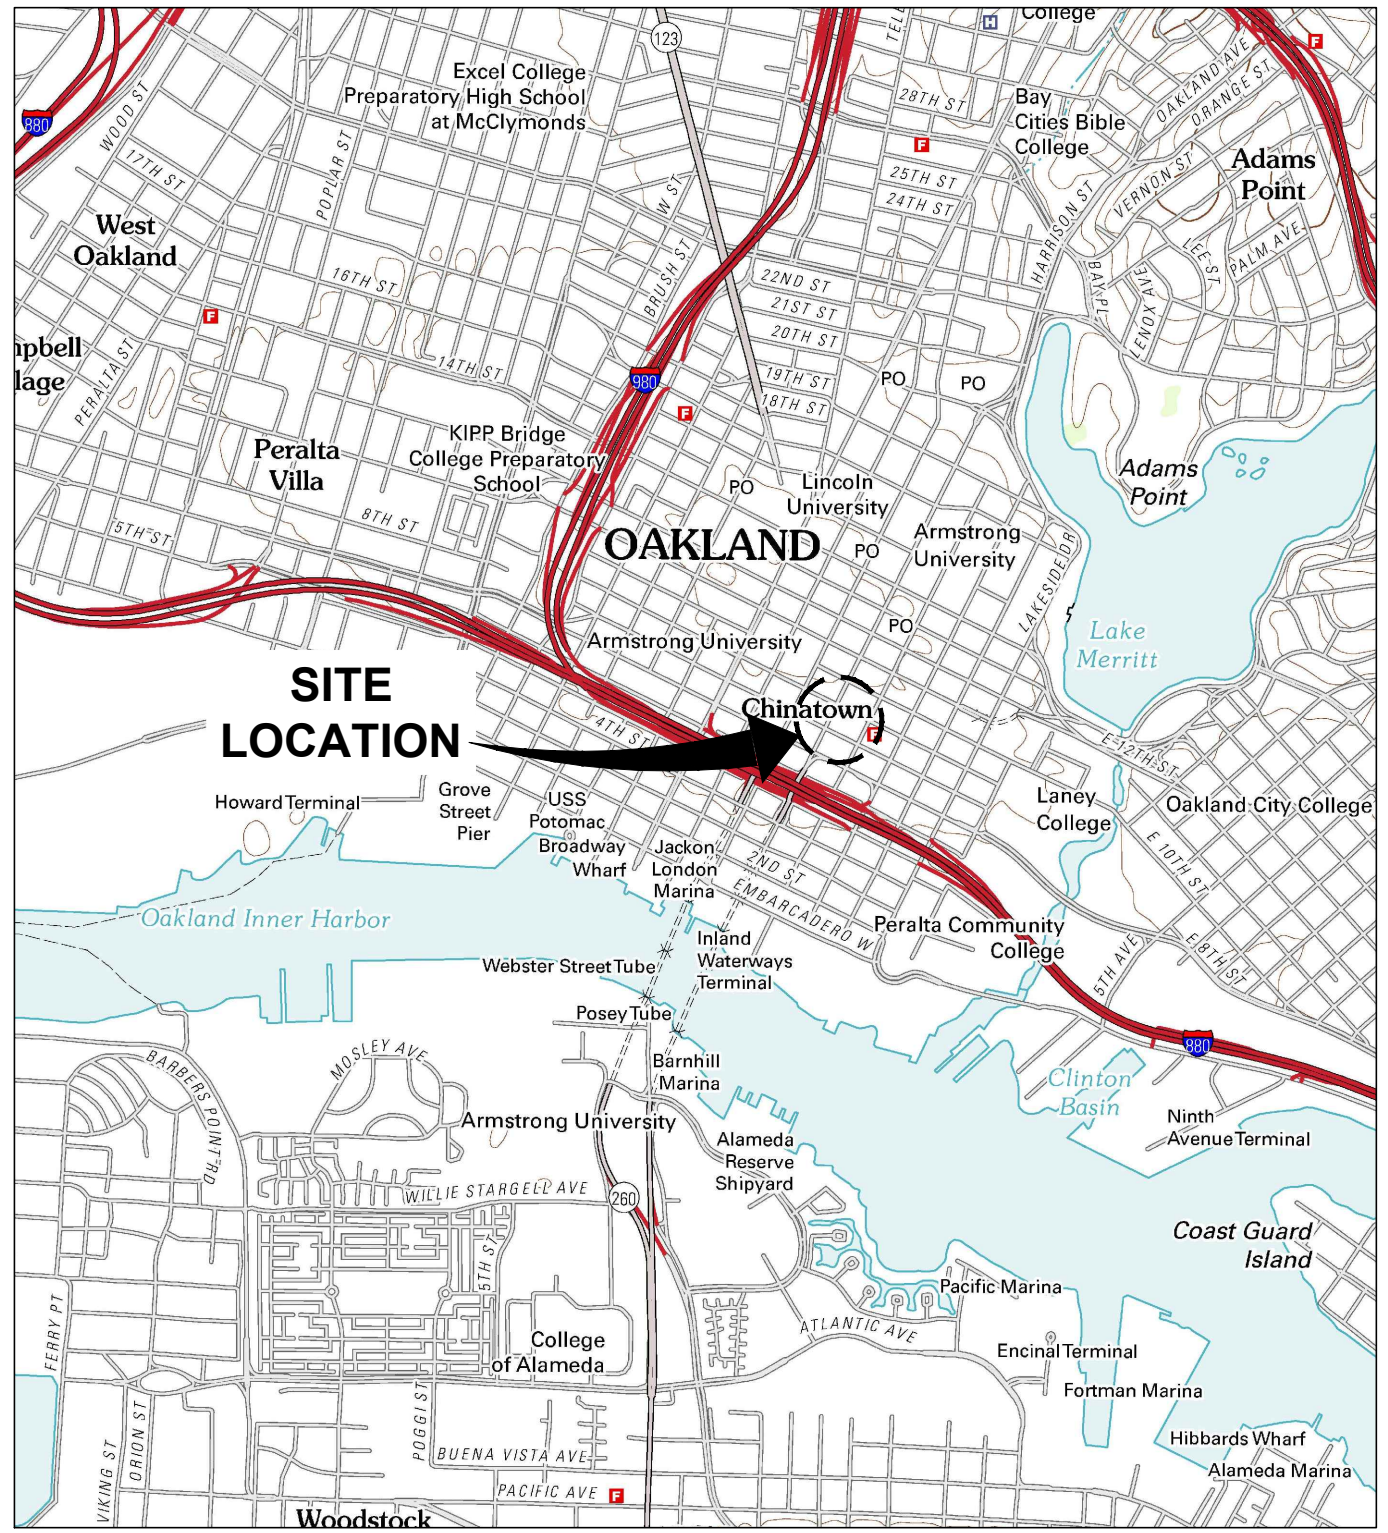 123
College
TELE
H
F
Excel College
Preparatory High School
at McClymonds
28TH ST
Bay
Cities Bible
College
OAKLAND AVE
ORANGE ST
880
WOOD ST
17TH ST
POPLAR ST
F
25TH ST
24TH ST
W ST
HARRISON ST
VERNON ST
Adams
Point
West
Oakland
16TH ST
BRUSH ST
22ND ST
21ST ST
20TH ST
BAY PL
LEE ST
PALM AVE
LENOX AVE
F
mpbell
lage
PERALTA ST
14TH ST
980
19TH ST
18TH ST
PO
PO
F
Peralta
Villa
KIPP Bridge
College Preparatory
School
PO
Lincoln
University
Adams
Point
5TH ST
8TH ST
OAKLAND
PO
Armstrong
University
LAKESIDE DR
Armstrong University
PO
Lake
Merritt
SITE
LOCATION
4TH ST
Chinatown
F
E 12TH ST
Howard Terminal
Grove
Street
Pier
USS
Potomac
Broadway
Wharf
Jackon
London
Marina
2ND ST
EMBARCADERO W
Laney
College
Oakland City College
E 10TH ST
Oakland Inner Harbor
Peralta Community
College
Webster Street Tube
Inland
Waterways
Terminal
5TH AVE
E 8TH ST
Posey Tube
880
BARBERS POINT RD
MOSLEY AVE
Barnhill
Marina
Clinton
Basin
Armstrong University
Alameda
Reserve
Shipyard
Ninth
Avenue Terminal
WILLIE STARGELL AVE
260
Coast Guard
Island
5TH ST
Pacific Marina
FERRY PT
College
of Alameda
ATLANTIC AVE
Encinal Terminal
Fortman Marina
VIKING ST
ORION ST
POGGI ST
BUENA VISTA AVE
Hibbards Wharf
Alameda Marina
PACIFIC AVE
F
Woodstock